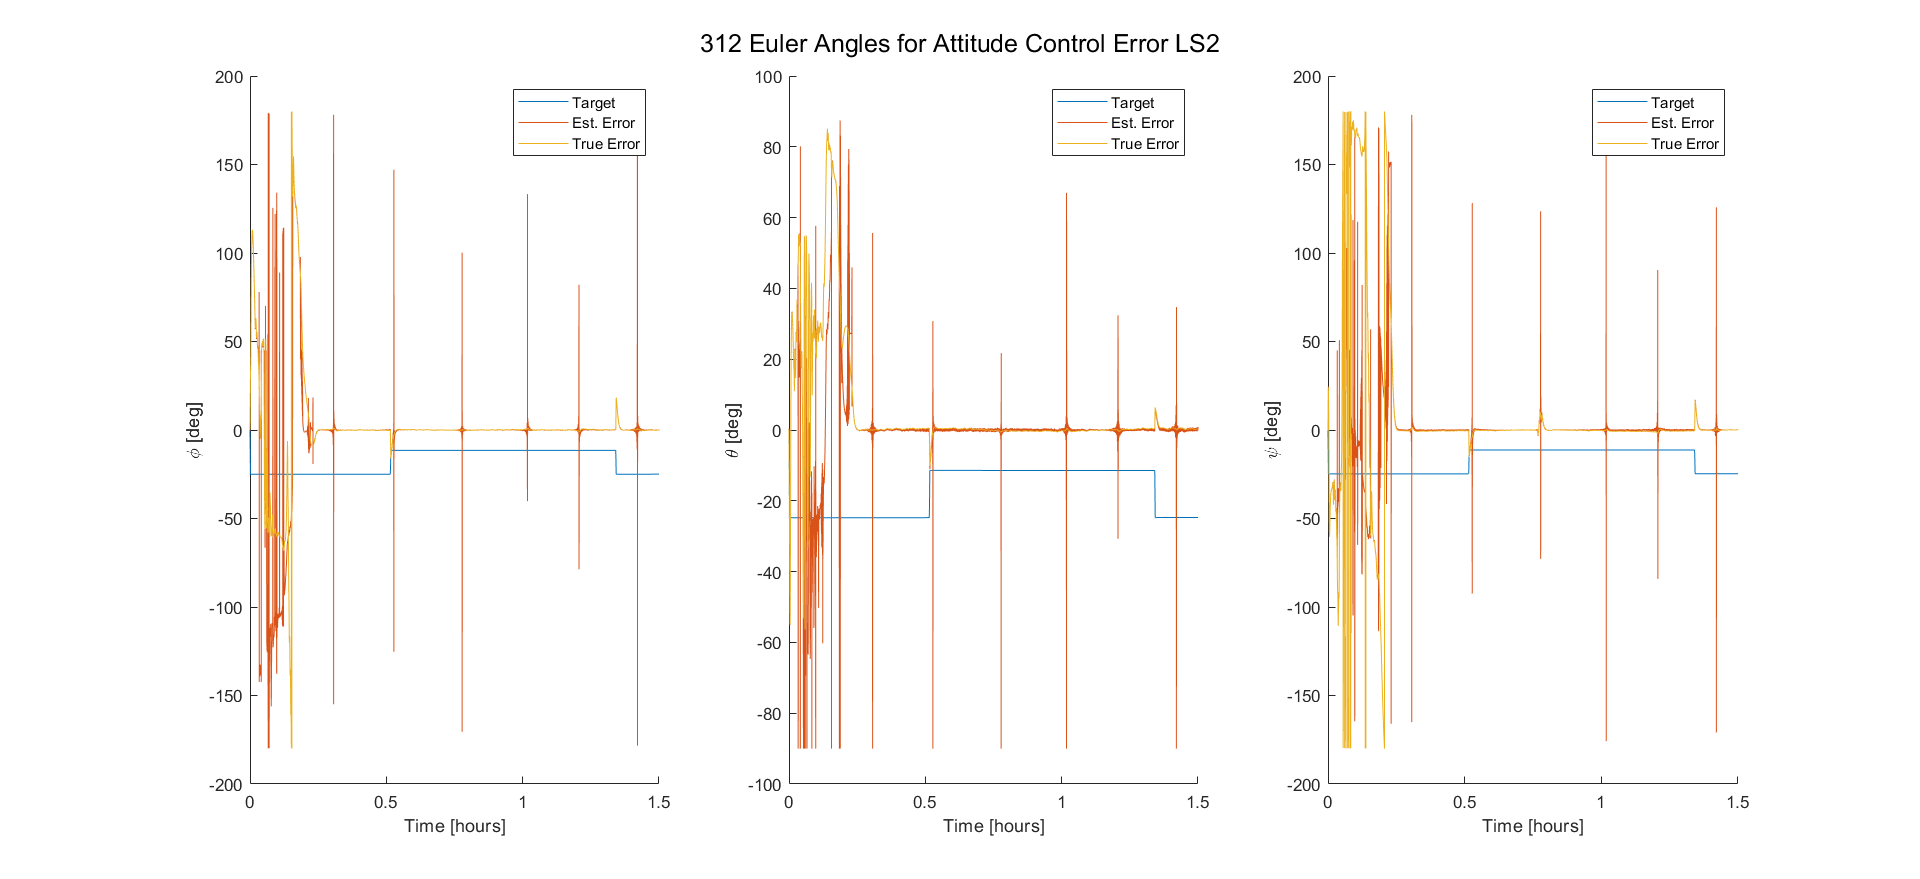 312 Euler Angles for Attitude Control Error LS2
200
150
100
50
0
-50
-100
-150
-200
ϕ [deg]
0
0.5
1
1.5
Time [hours]
Target
Est. Error
True Error
100
80
60
40
20
0
-20
-40
-60
-80
-100
θ [deg]
0
0.5
1
1.5
Time [hours]
Target
Est. Error
True Error
200
150
100
50
0
-50
-100
-150
-200
ψ [deg]
0
0.5
1
1.5
Time [hours]
Target
Est. Error
True Error